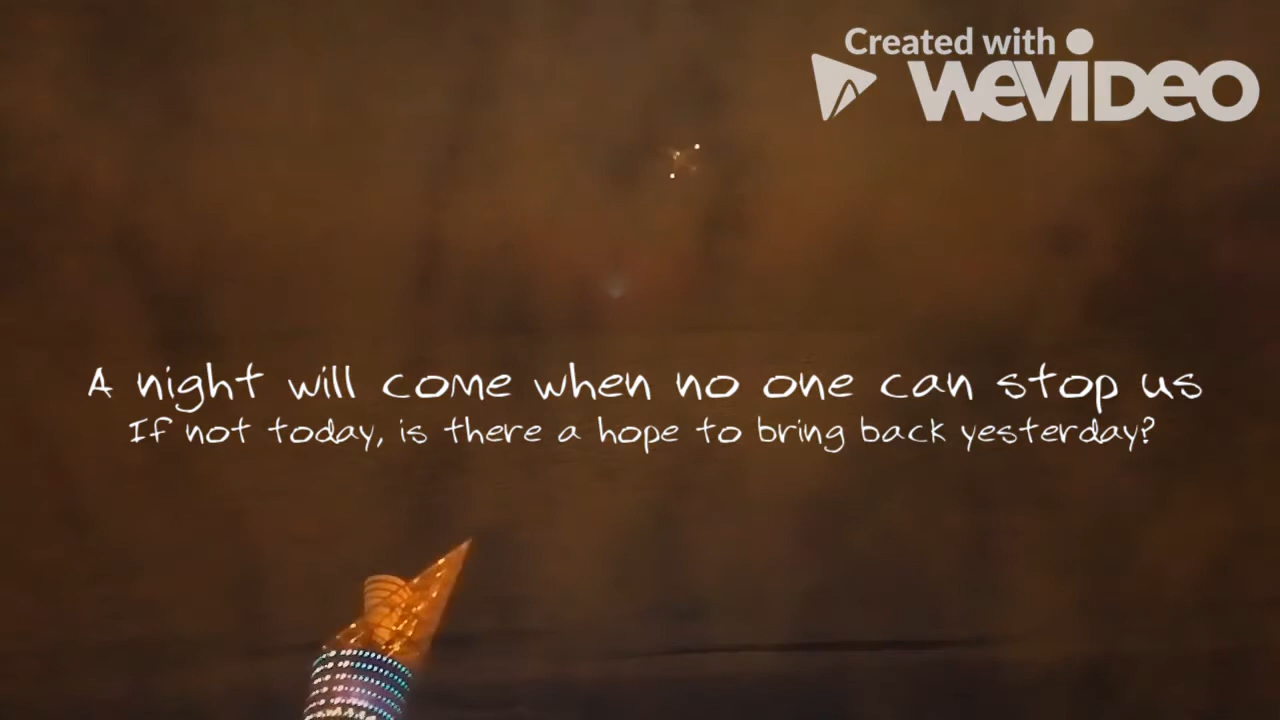 Created with
WEVIDEO
A night will come when no one can stop us
If not today, is there a hope to bring back yesterday?